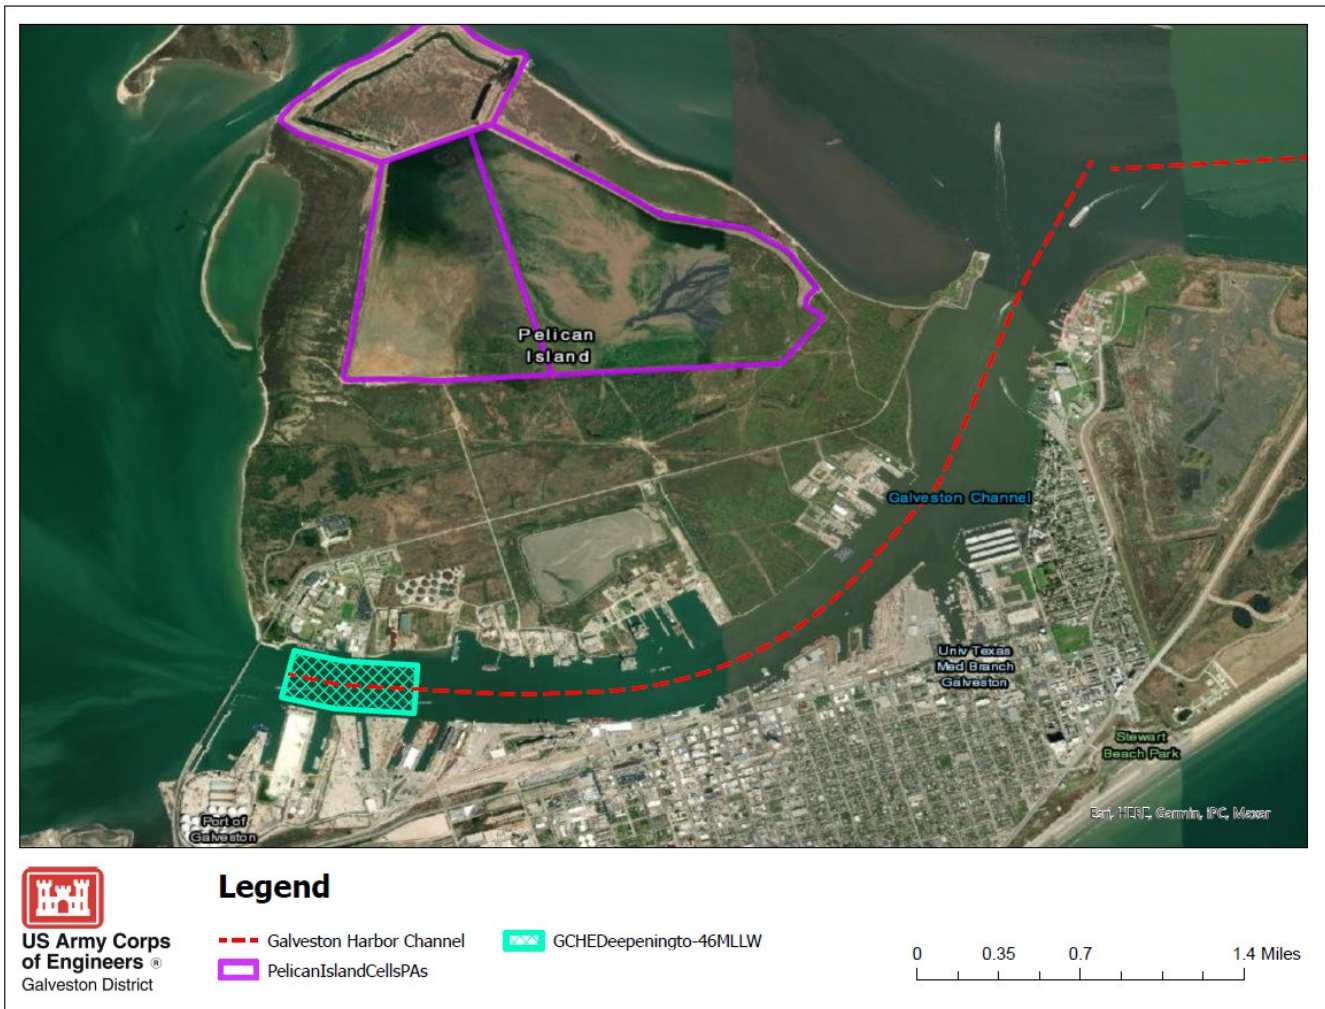 Pelican
Island
Galveston Channel
Univ Texas
Med Branch
Galveston
Stewart
Beach Park
Port of
Galveston
Esri, HERE, Garmin, iPC, Maxar
US Army Corps
of Engineers ®
Galveston District
Legend
Galveston Harbor Channel
PelicanIslandCellsPAs
GCHEDeepeningto-46MLLW
0 0.35 0.7 1.4 Miles